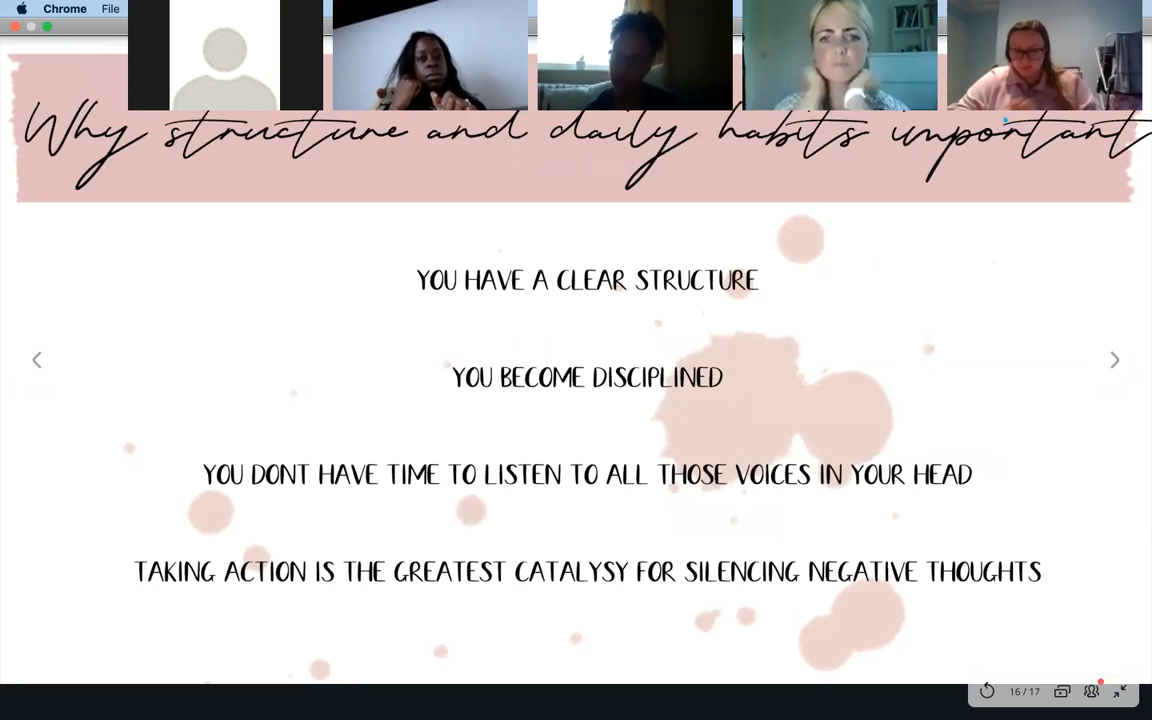 Chrome File
Why structure and daily habits important
YOU HAVE A CLEAR STRUCTURE
YOU BECOME DISCIPLINED
YOU DONT HAVE TIME TO LISTEN TO ALL THOSE VOICES IN YOUR HEAD
TAKING ACTION IS THE GREATEST CATALYSY FOR SILENCING NEGATIVE THOUGHTS
16 / 17